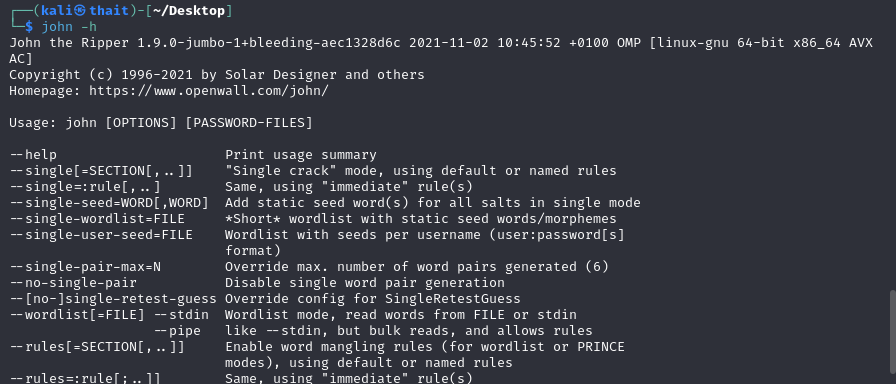 ┌──(kali㉿thait)-[~/Desktop]
└─$ john -h
John the Ripper 1.9.0-jumbo-1+bleeding-aec1328d6c 2021-11-02 10:45:52 +0100 OMP [linux-gnu 64-bit x86_64 AVX
AC]
Copyright (c) 1996-2021 by Solar Designer and others
Homepage: https://www.openwall.com/john/

Usage: john [OPTIONS] [PASSWORD-FILES]

--help                     Print usage summary
--single[=SECTION[,..]]    "Single crack" mode, using default or named rules
--single=:rule[,..]        Same, using "immediate" rule(s)
--single-seed=WORD[,WORD]  Add static seed word(s) for all salts in single mode
--single-wordlist=FILE     *Short* wordlist with static seed words/morphemes
--single-user-seed=FILE    Wordlist with seeds per username (user:password[s]
                           format)
--single-pair-max=N        Override max. number of word pairs generated (6)
--no-single-pair           Disable single word pair generation
--[no-]single-retest-guess Override config for SingleRetestGuess
--wordlist[=FILE] --stdin  Wordlist mode, read words from FILE or stdin
                  --pipe   like --stdin, but bulk reads, and allows rules
--rules[=SECTION[,..]]     Enable word mangling rules (for wordlist or PRINCE
                           modes), using default or named rules
--rules=:rule[;..]]        Same, using "immediate" rule(s)